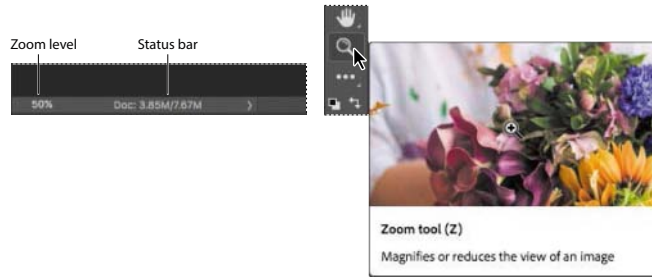 Zoom level
Status bar
50%
Doc: 3.85M/7.67M
Zoom tool (Z)
Magnifies or reduces the view of an image